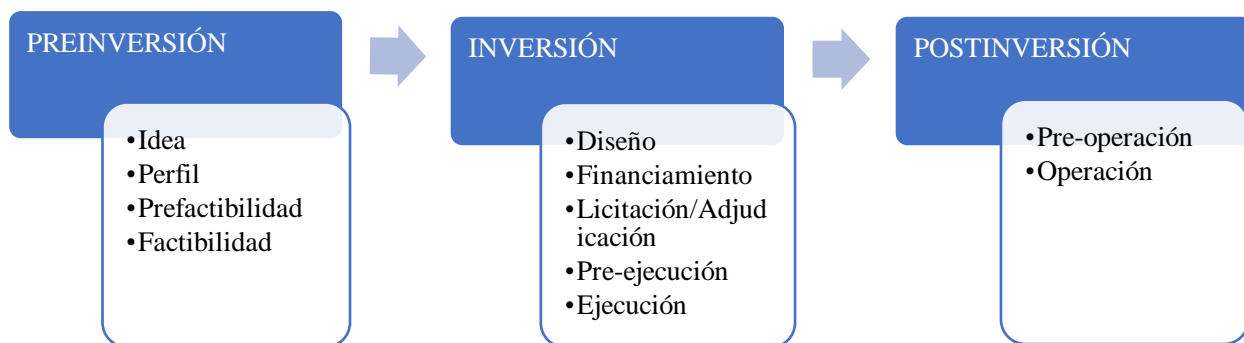 PREINVERSIÓN
•Idea
•Perfil
•Prefactibilidad
•Factibilidad
INVERSIÓN
•Diseño
•Financiamiento
•Licitación/Adjud
icación
•Pre-ejecución
•Ejecución
POSTINVERSIÓN
•Pre-operación
•Operación